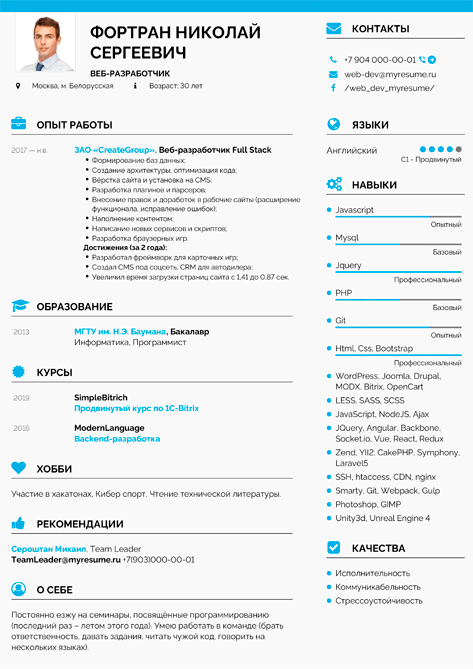 ФОРТРАН НИКОЛАЙ
СЕРГЕЕВИЧ
ВЕБ-РАЗРАБОТЧИК
Москва, м. Белорусская
Возраст: 30 лет
ОПЫТ РАБОТЫ
2017 — н.в.
ЗАО «CreateGroup», Веб-разработчик Full Stack
Формирование баз данных;
Создание архитектуры, оптимизация кода;
Вёрстка сайта и установка на CMS;
Разработка плагинов и парсеров;
Внесение правок и доработок в рабочие сайты (расширение
функционала, исправление ошибок);
Наполнение контентом;
Написание новых сервисов и скриптов;
Разработка браузерных игр.
Достижения (за 2 года):
Разработал фреймворк для карточных игр;
Создал CMS под соцсеть, CRM для автодилера;
Увеличил время загрузки страниц сайта с 1,41 до 0,87 сек.
ОБРАЗОВАНИЕ
2013
МГТУ им. Н.Э. Баумана, Бакалавр
Информатика, Программист
КУРСЫ
2019
SimpleBitrich
Продвинутый курс по 1C-Bitrix
2016
ModernLanguage
Backend-разработка
ХОББИ
Участие в хакатонах, Кибер спорт, Чтение технической литературы.
РЕКОМЕНДАЦИИ
Сероштан Микаил, Team Leader
TeamLeader@myresume.ru +7(903)000-00-01
О СЕБЕ
Постоянно езжу на семинары, посвящённые программированию
(последний раз – летом этого года). Умею работать в команде (брать
ответственность, давать задания, читать чужой код, говорить на
нескольких языках).
КОНТАКТЫ
+7 904 000-00-01
web-dev@myresume.ru
/web_dev_myresume/
ЯЗЫКИ
Английский
C1 - Продвинутый
НАВЫКИ
Javascript
Опытный
Mysql
Базовый
Jquery
Профессиональный
PHP
Базовый
Git
Опытный
Html, Css, Bootstrap
Профессиональный
WordPress, Joomla, Drupal,
MODX, Bitrix, OpenCart
LESS, SASS, SCSS
JavaScript, NodeJS, Ajax
JQuery, Angular, Backbone,
Socket.io, Vue, React, Redux
Zend, YII2, CakePHP, Symphony,
Laravel5
SSH, htaccess, CDN, nginx
Smarty, Git, Webpack, Gulp
Photoshop, GIMP
Unity3d, Unreal Engine 4
КАЧЕСТВА
Исполнительность
Коммуникабельность
Стрессоустойчивость